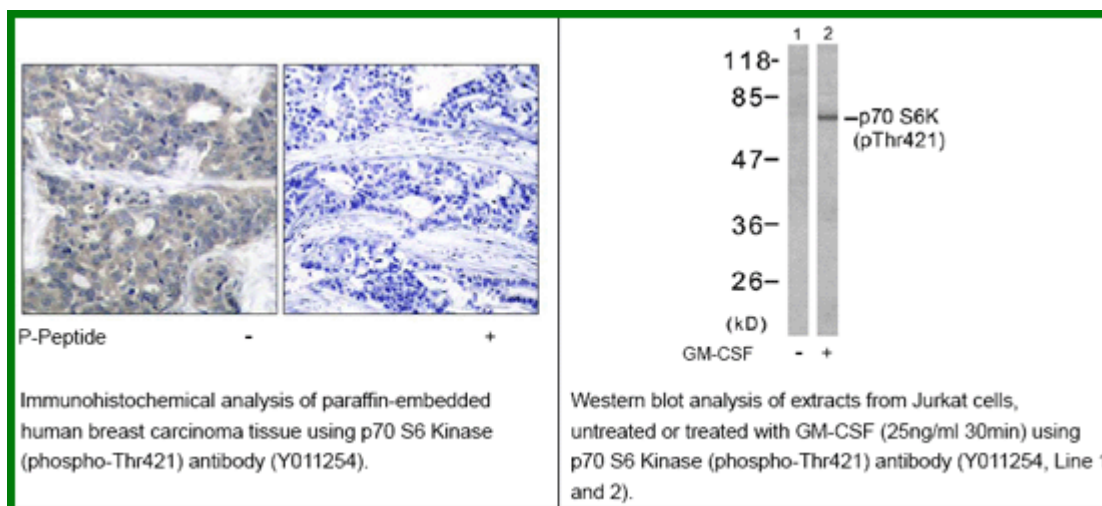 P-Peptide - +
Immunohistochemical analysis of paraffin-embedded
human breast carcinoma tissue using p70 S6 Kinase
(phospho-Thr421) antibody (Y011254).
1 2
118-
85-
-p70 S6K
(pThr421)
47-
36-
26-
(kD)
GM-CSF - +
Western blot analysis of extracts from Jurkat cells,
untreated or treated with GM-CSF (25ng/ml 30min) using
p70 S6 Kinase (phospho-Thr421) antibody (Y011254, Line 1
and 2).